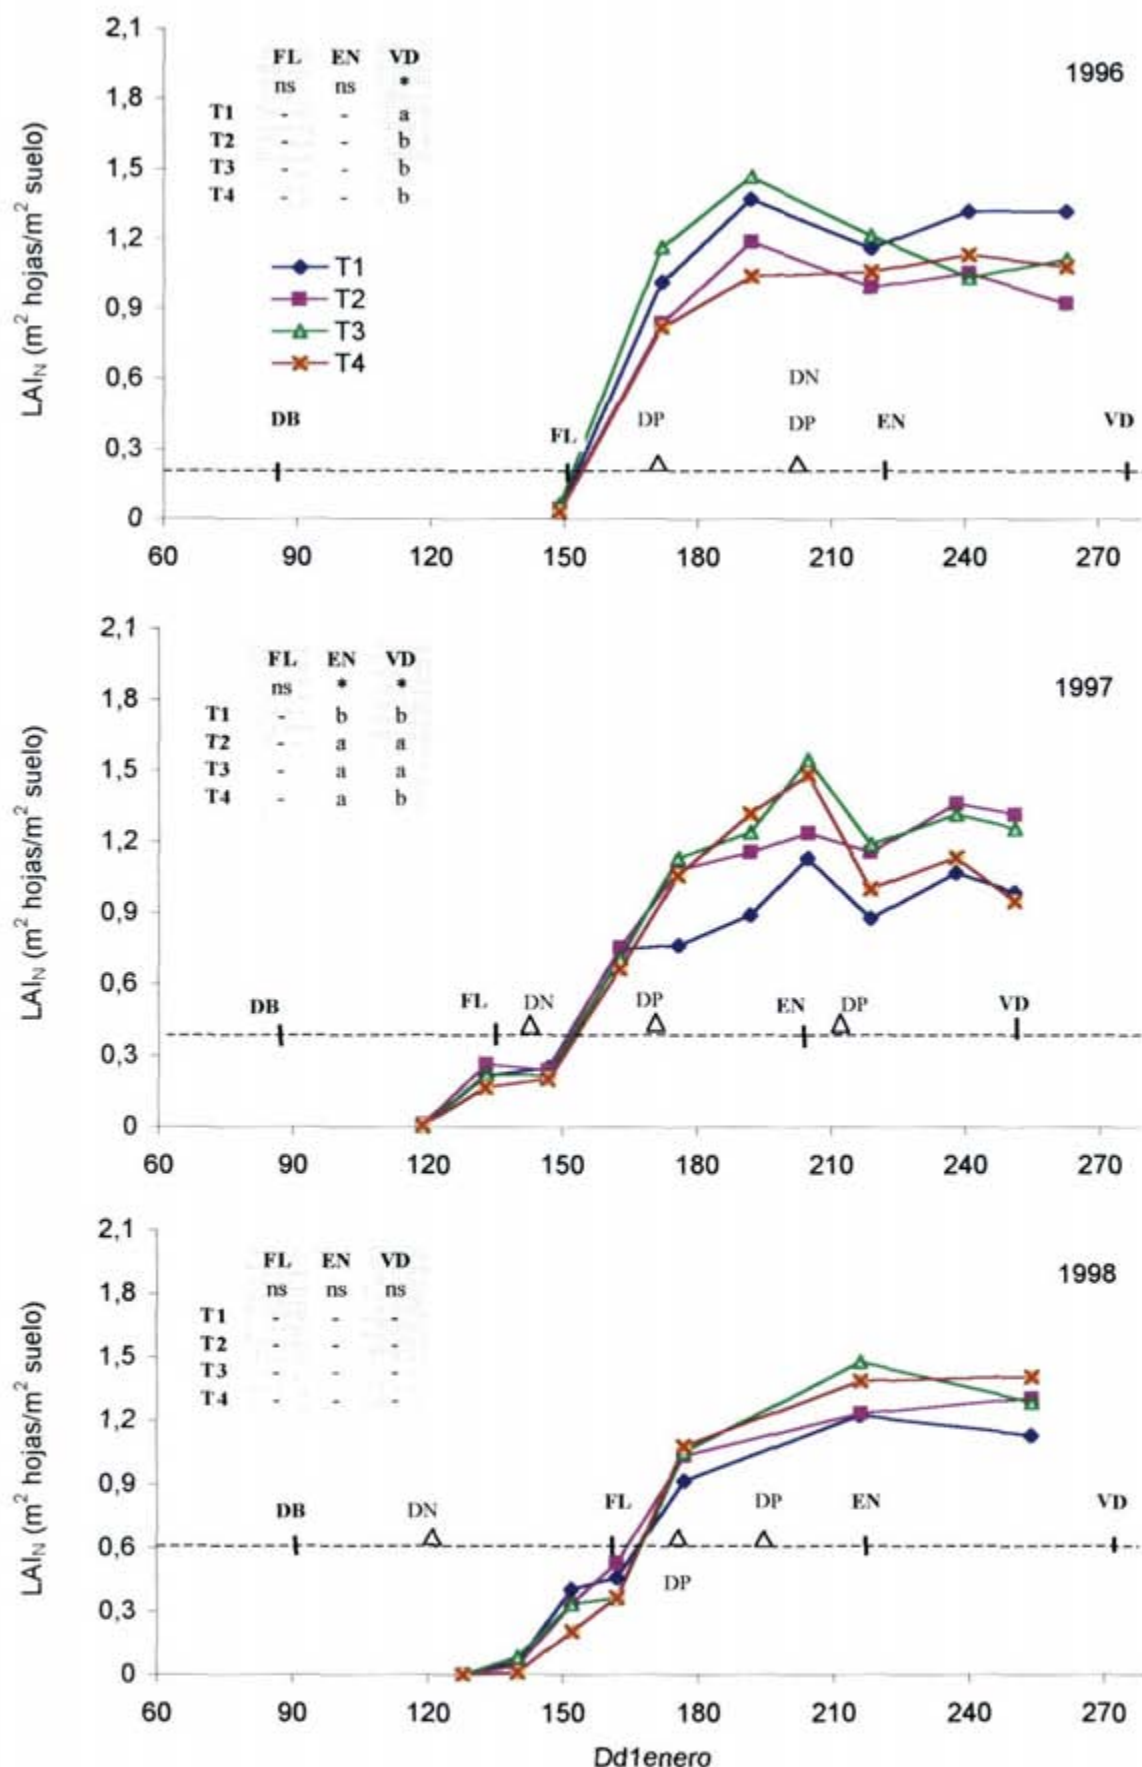 2,1
FL EN VD
1996
ns ns *
1,8
T1 - - a
T2 - - b
T3 - - b
T4 - - b
1,5
1,2
T1
T2
T3
T4
0,9
0,6
DN
DB FL DP DP EN VD
0,3
0
60 90 120 150 180 210 240 270
LAIN (m2 hojas/m2 suelo)
2,1
FL EN VD
1997
ns * *
1,8
T1 - b b
T2 - a a
T3 - a a
T4 - a b
1,5
1,2
0,9
0,6
DB FL DN DP EN DP VD
0,3
0
60 90 120 150 180 210 240 270
LAIN (m2 hojas/m2 suelo)
2,1
FL EN VD
1998
ns ns ns
1,8
T1 - - -
T2 - - -
T3 - - -
T4 - - -
1,5
1,2
0,9
DB DN FL DP EN VD
0,6
DP
0,3
0
60 90 120 150 180 210 240 270
LAIN (m2 hojas/m2 suelo)
Dd1enero